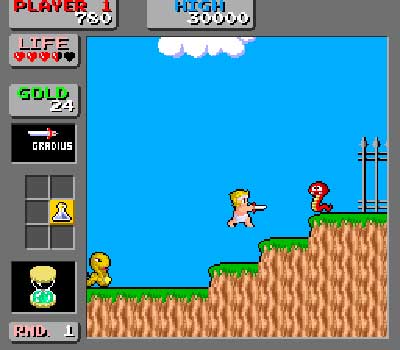 PLAYER 1
780
HIGH
30000
LIFE
GOLD
24
GRADIUS
RND. 1